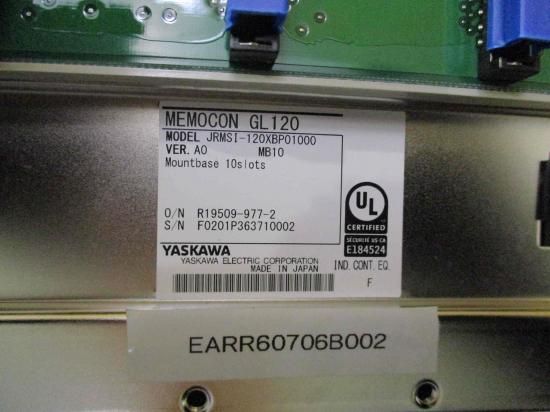 MEMOCON GL120
MODEL JRMSI-120XBP01000
VER. A0 MB10
Mountbase 10slots
O/N R19509-977-2
S/N F0201P363710002
YASKAWA
YASKAWA ELECTRIC CORPORATION
MADE IN JAPAN
UL
CERTIFIED
SÉCURITÉ US-CA
E184524
IND. CONT. EQ.
F
EARR60706B002